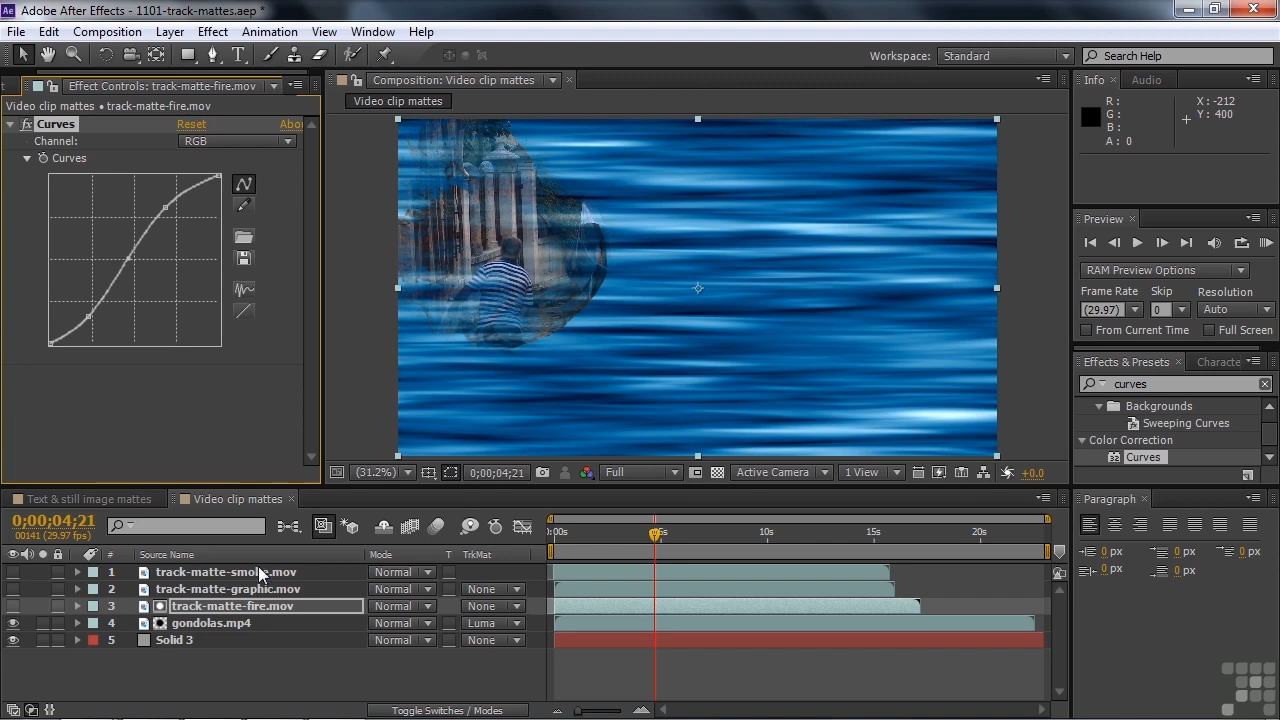 Adobe After Effects - 1101-track-mattes.aep *
File Edit Composition Layer Effect Animation View Window Help
Workspace: Standard Search Help
Effect Controls: track-matte-fire.mov
Video clip mattes • track-matte-fire.mov
fx Curves Reset Abo
Channel: RGB
Curves
Composition: Video clip mattes
Video clip mattes
(31.2%) 0;00;04;21 Full Active Camera 1 View +0.0
Info Audio
R: X: -212
G: Y: 400
B:
A: 0
Preview
RAM Preview Options
Frame Rate Skip Resolution
(29.97) 0 Auto
From Current Time Full Screen
Effects & Presets Characte
curves
Backgrounds
Sweeping Curves
Color Correction
32 Curves
Paragraph
0 px 0 px 0 px
0 px 0 px
Text & still image mattes Video clip mattes
0;00;04;21
00141 (29.97 fps)
:00s 5s 10s 15s 20s
# Source Name Mode T TrkMat
1 track-matte-smoke.mov Normal
2 track-matte-graphic.mov Normal None
3 track-matte-fire.mov Normal None
4 gondolas.mp4 Normal Luma
5 Solid 3 Normal None
Toggle Switches / Modes